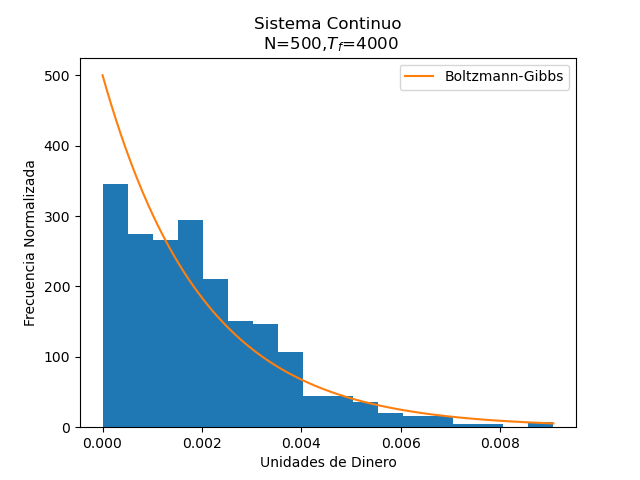 Sistema Continuo
N=500,$T_f$=4000
Boltzmann-Gibbs
Frecuencia Normalizada
500
400
300
200
100
0
0.000 0.002 0.004 0.006 0.008
Unidades de Dinero